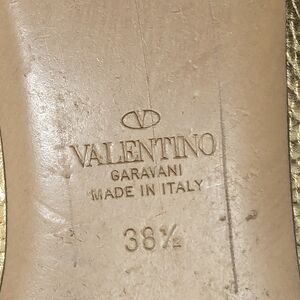 V
VALENTINO
GARAVANI
MADE IN ITALY
38½